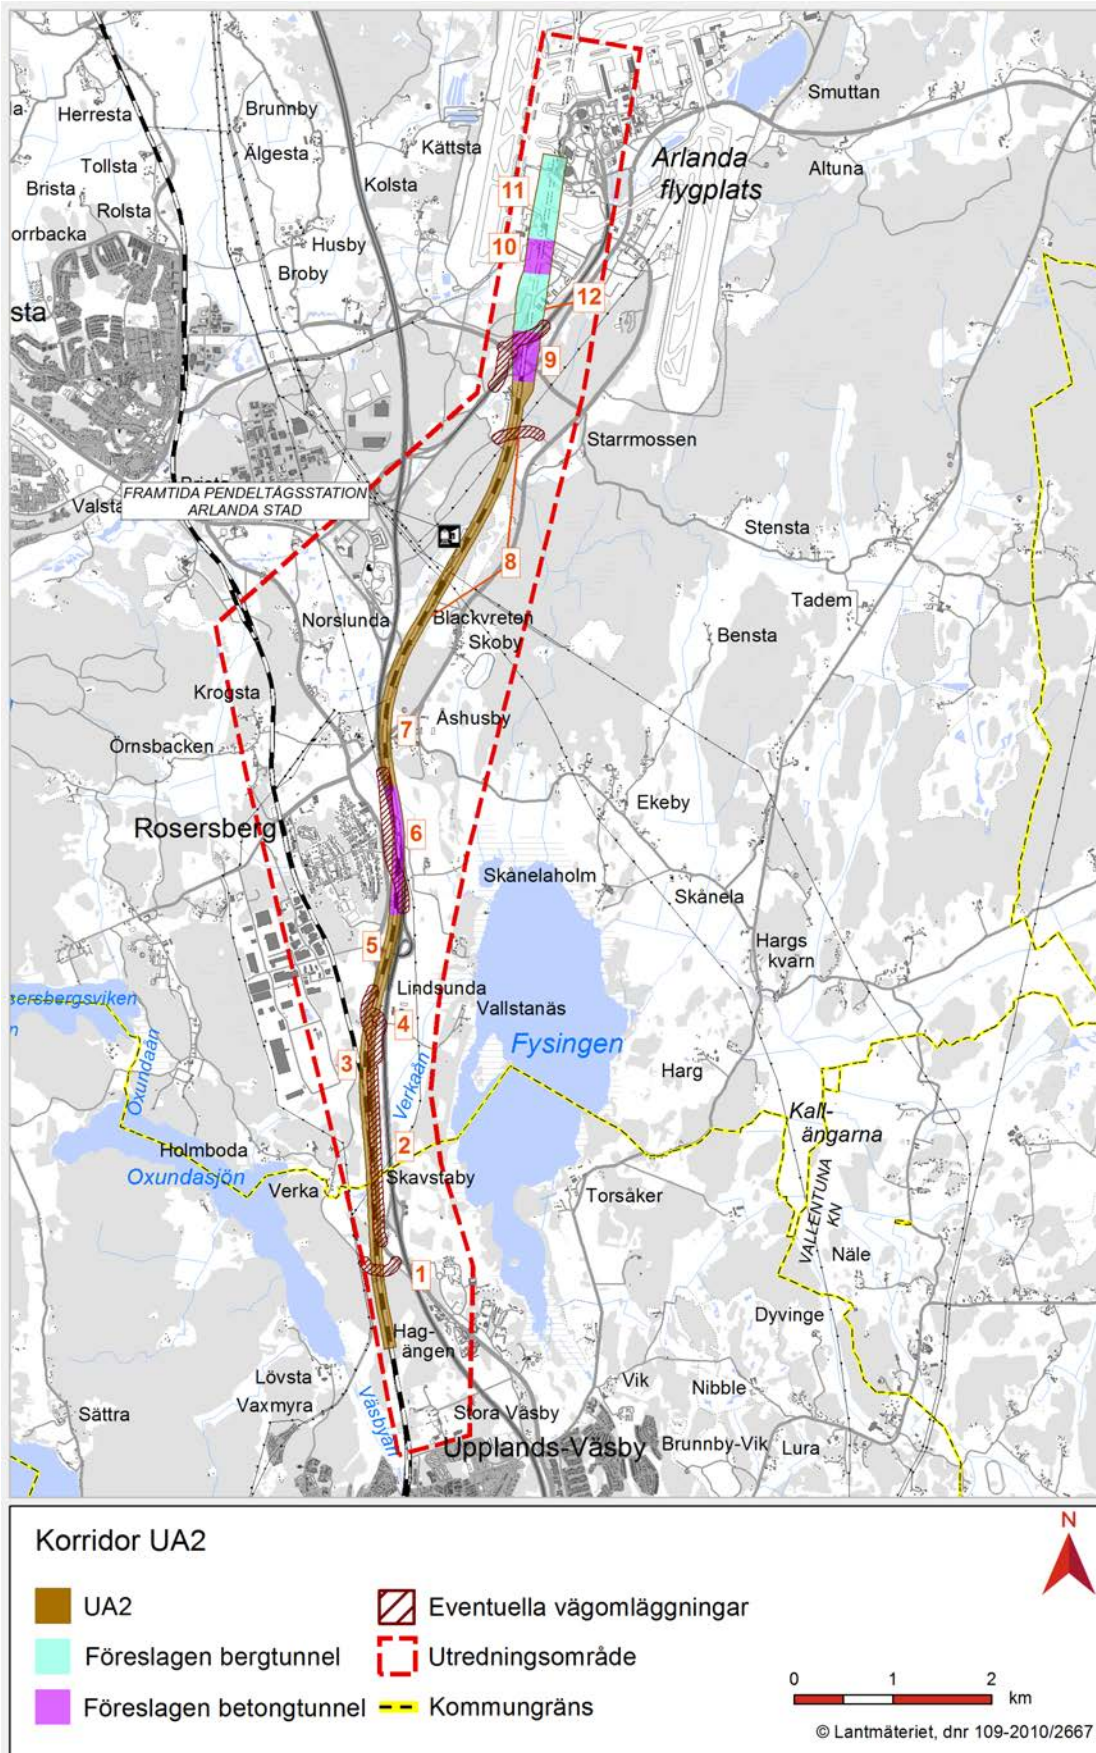 Smuttan
Brunnby
Herresta
Älgesta
Kättsta
Arlanda
flygplats
Tollsta
Altuna
Brista
Kolsta
11
Rolsta
orrbacka
Husby
10
Broby
12
sta
9
Starrmossen
FRAMTIDA PENDELTÅGSSTATION
ARLANDA STAD
Valsta
Stensta
8
Tadem
Norslunda
Blackvreten
Skoby
Bensta
Krogsta
Åshusby
7
Örnsbacken
Ekeby
Rosersberg
6
Skånelaholm
Skånela
5
Hargs
kvarn
Lindsunda
sersbergsviken
Vallstanäs
n
4
Fysingen
Oxundaån
3
Verkaån
Harg
Kall-
ängarna
2
Holmboda
Oxundasjön
Skavstaby
Verka
Torsåker
VALLENTUNA
KN
Näle
1
Dyvinge
Hag-
ängen
Lövsta
Vik
Nibble
Vaxmyra
Väsbyån
Stora Väsby
Sättra
Upplands-Väsby
Brunnby-Vik
Lura
Korridor UA2
N
UA2
Eventuella vägomläggningar
Föreslagen bergtunnel
Utredningsområde
Föreslagen betongtunnel
Kommungräns
0 1 2
km
© Lantmäteriet, dnr 109-2010/2667